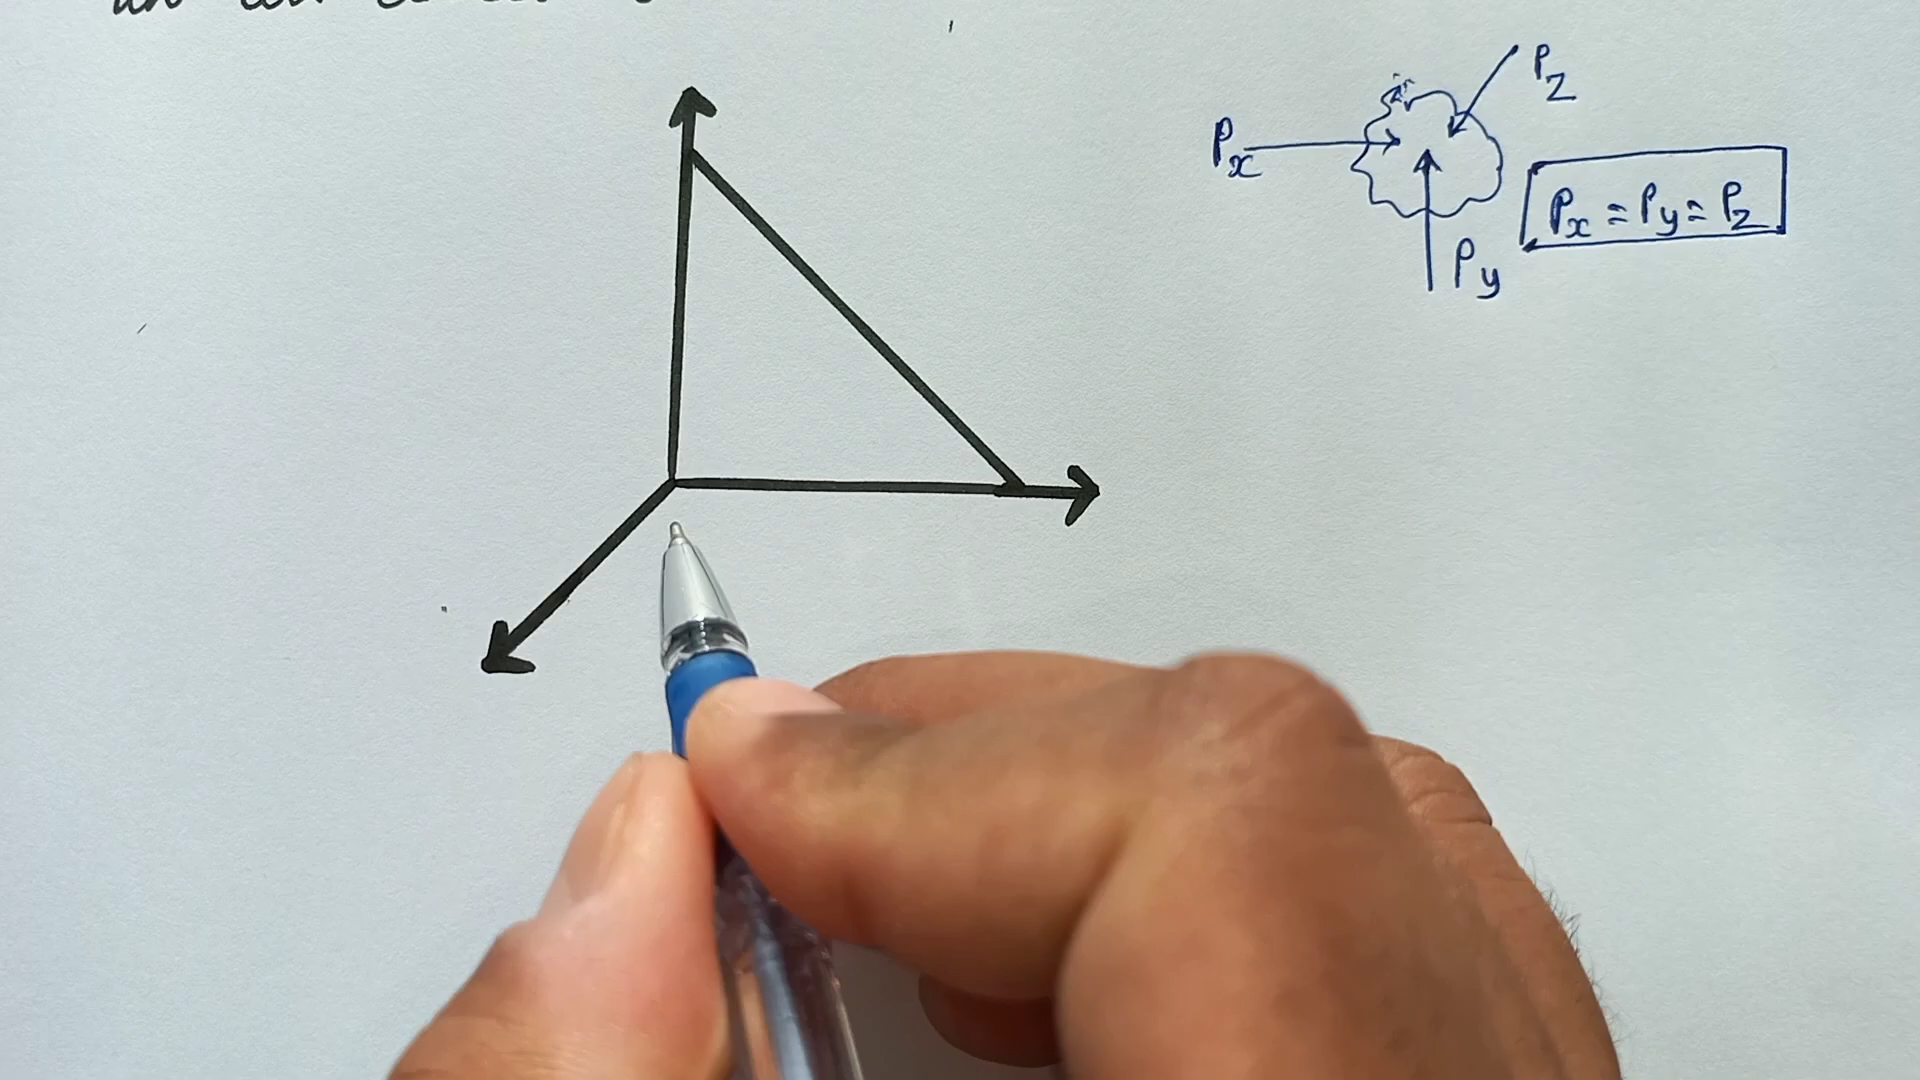 Pz
Px
Px = Py = Pz
Py